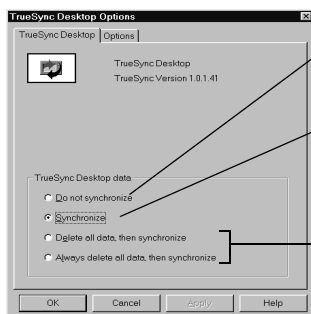 TrueSync Desktop Options
TrueSync Desktop Options
TrueSync Desktop
TrueSync Version 1.0.1.41
TrueSync Desktop data
Do not synchronize
Synchronize
Delete all data, then synchronize
Always delete all data, then synchronize
OK Cancel Apply Help